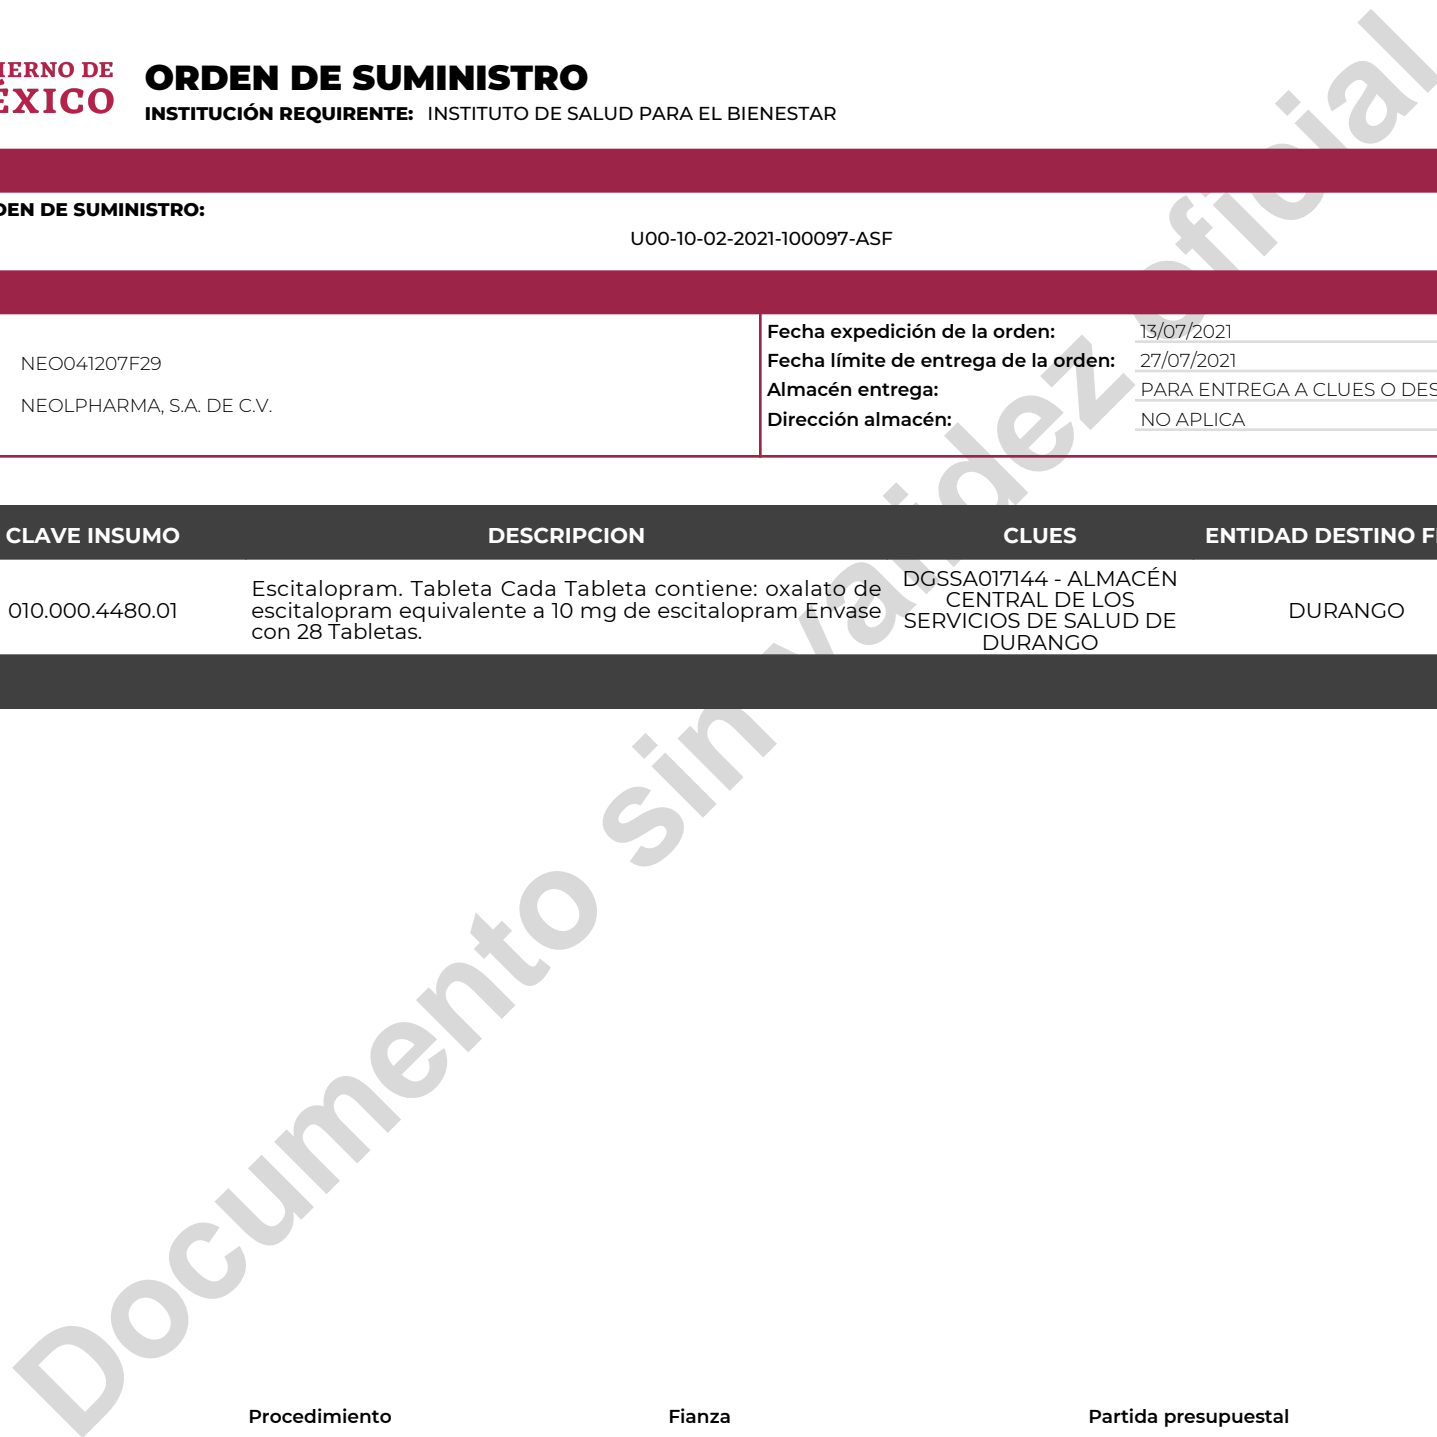 IERNO DE
ÉXICO
ORDEN DE SUMINISTRO
INSTITUCIÓN REQUIRENTE: INSTITUTO DE SALUD PARA EL BIENESTAR
DEN DE SUMINISTRO:
U00-10-02-2021-100097-ASF
NEO041207F29
NEOLPHARMA, S.A. DE C.V.
Fecha expedición de la orden: 13/07/2021
Fecha límite de entrega de la orden: 27/07/2021
Almacén entrega: PARA ENTREGA A CLUES O DES
Dirección almacén: NO APLICA
CLAVE INSUMO DESCRIPCION CLUES ENTIDAD DESTINO F
010.000.4480.01
Escitalopram. Tableta Cada Tableta contiene: oxalato de
escitalopram equivalente a 10 mg de escitalopram Envase
con 28 Tabletas.
DGSSA017144 - ALMACÉN
CENTRAL DE LOS
SERVICIOS DE SALUD DE
DURANGO
DURANGO
Documento sin validez oficial
Procedimiento Fianza Partida presupuestal